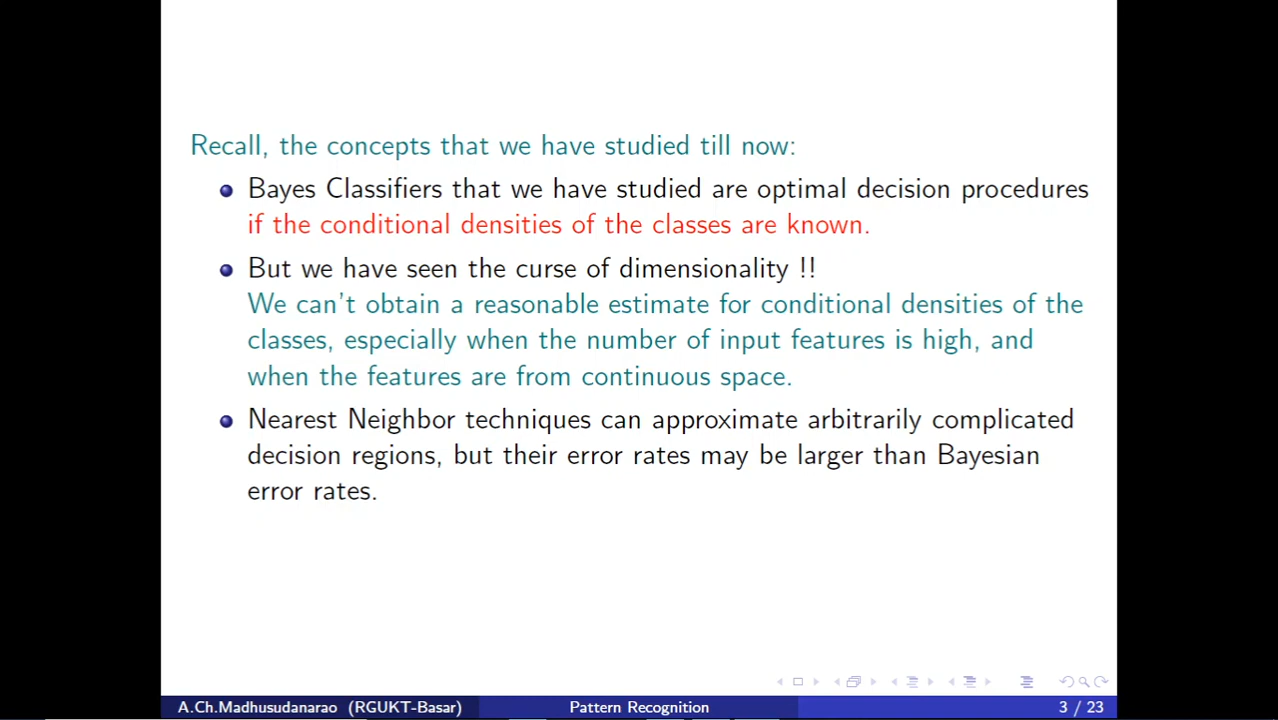 Recall, the concepts that we have studied till now:
Bayes Classifiers that we have studied are optimal decision procedures
if the conditional densities of the classes are known.
But we have seen the curse of dimensionality !!
We can't obtain a reasonable estimate for conditional densities of the
classes, especially when the number of input features is high, and
when the features are from continuous space.
Nearest Neighbor techniques can approximate arbitrarily complicated
decision regions, but their error rates may be larger than Bayesian
error rates.
A.Ch.Madhusudanarao (RGUKT-Basar) Pattern Recognition 3 / 23